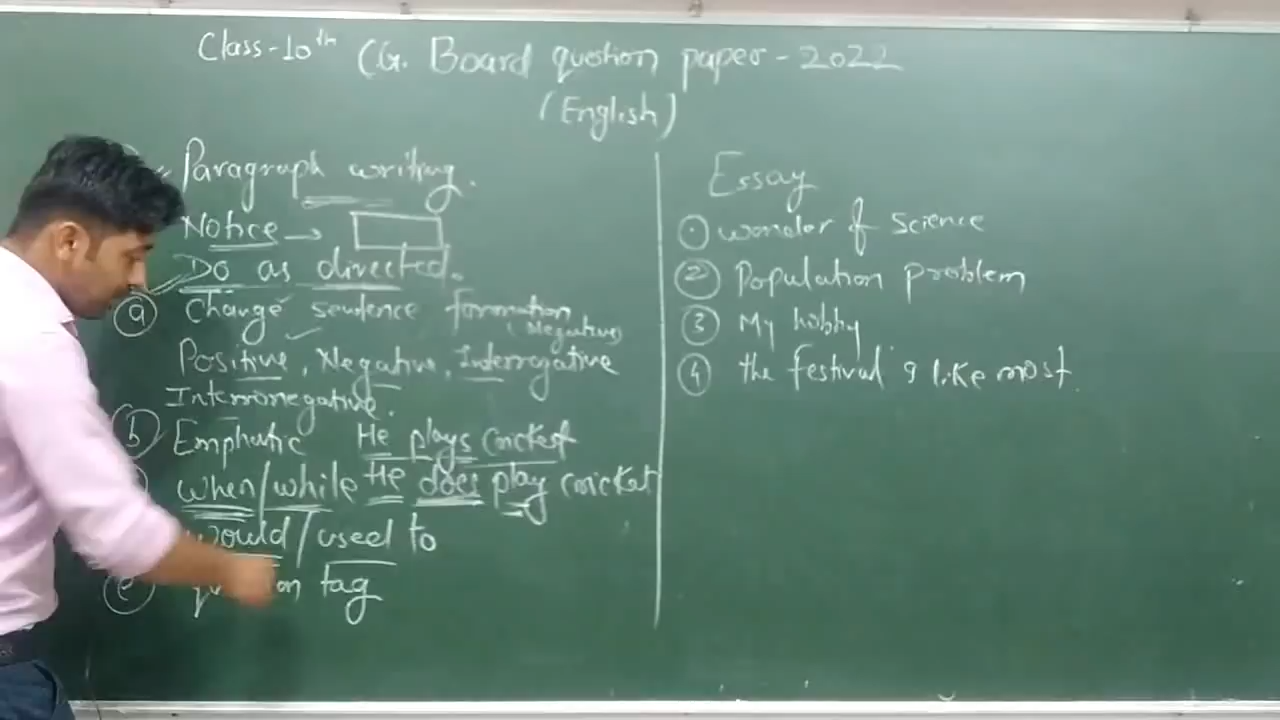 Class-10th CG. Board quotion paper - 2022
(English)
Paragraph writing.
Notice →
Do as directed.
(a) Change sentence formation
(Negative)
Positive, Negative, Interrogative
Interronegative.
(b) Emphatic He plays cricket
when/while He does play cricket
would/used to
(e) tag
Essay
(1) wonder of science
(2) Population problem
(3) My hobby
(4) the festival I like most.